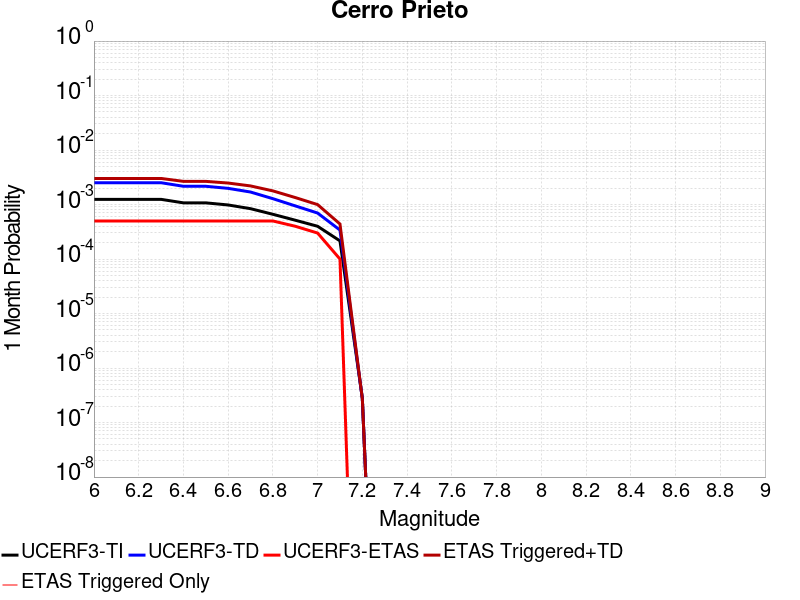 Cerro Prieto
10^0
10^-1
10^-2
10^-3
10^-4
10^-5
10^-6
10^-7
10^-8
1 Month Probability
6 6.2 6.4 6.6 6.8 7 7.2 7.4 7.6 7.8 8 8.2 8.4 8.6 8.8 9
Magnitude
UCERF3-TI UCERF3-TD UCERF3-ETAS ETAS Triggered+TD
ETAS Triggered Only